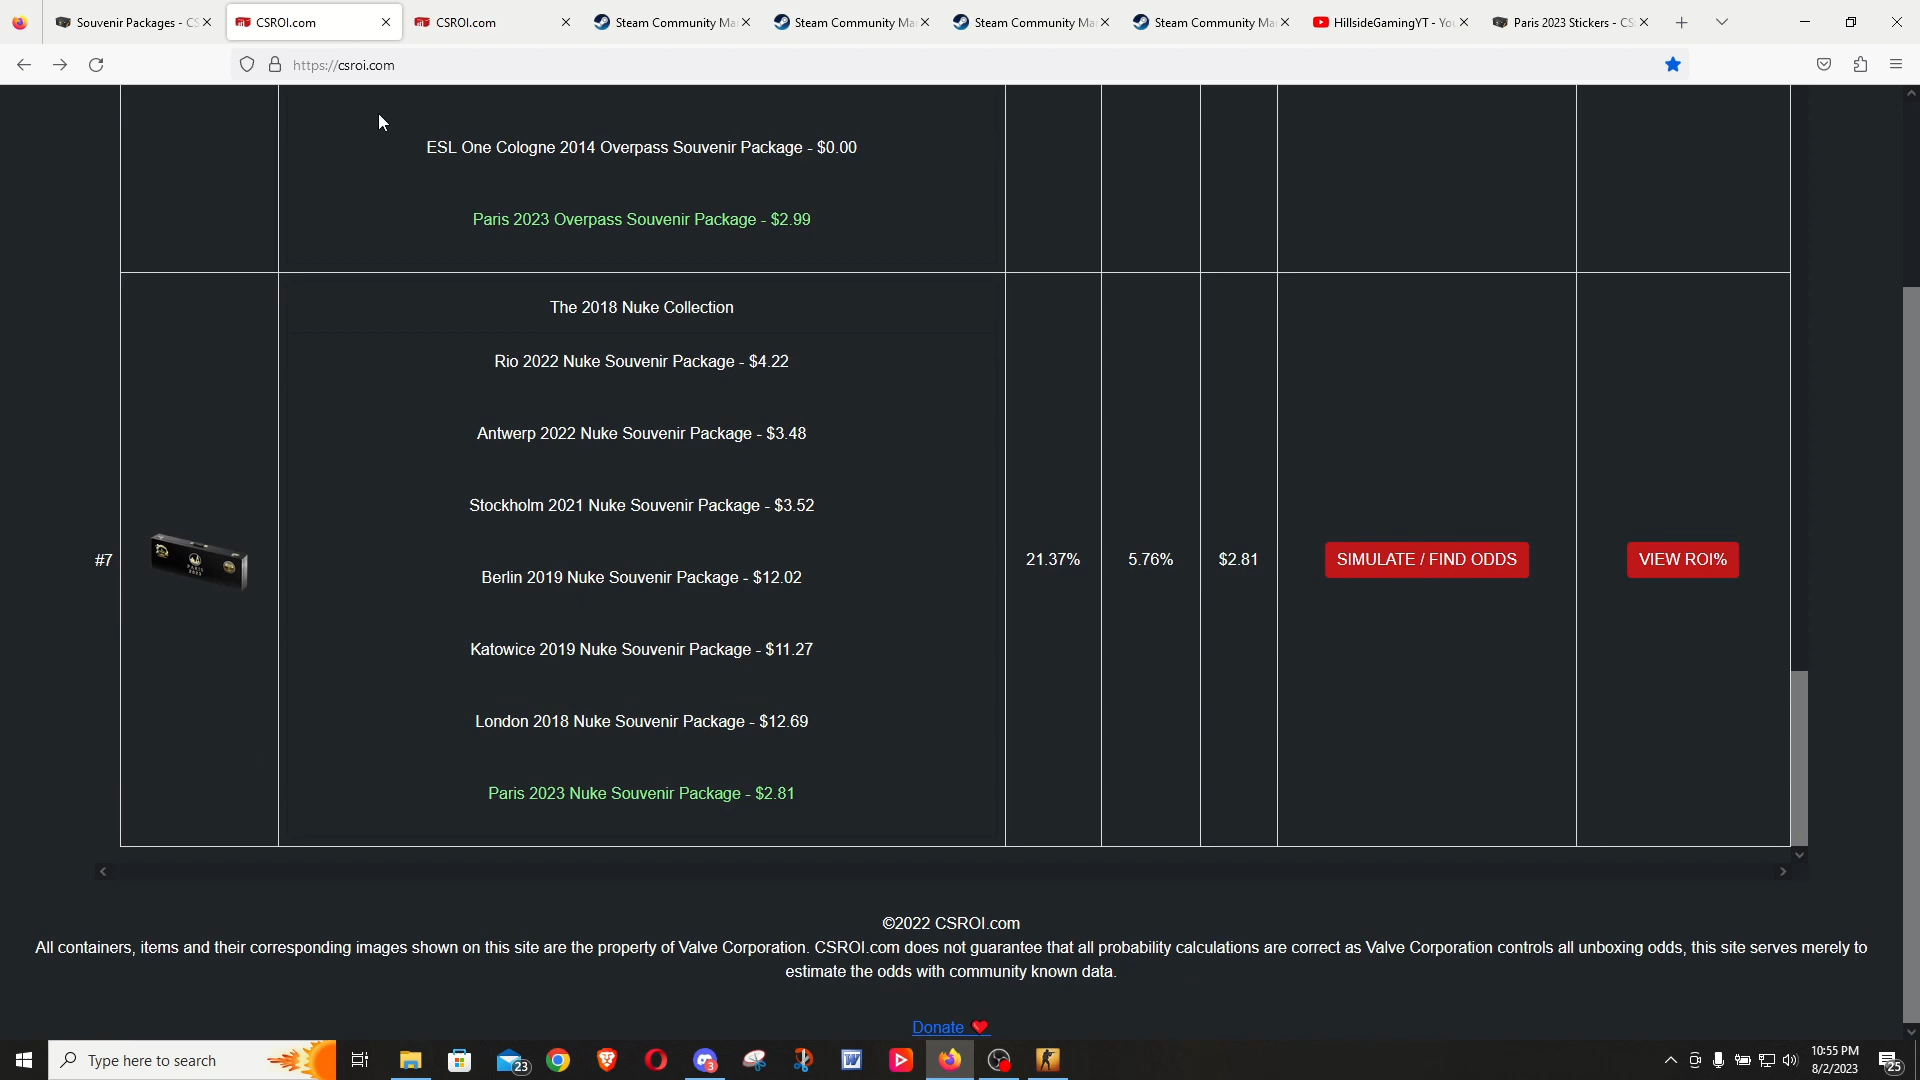 Souvenir Packages - CS
CSROI.com
CSROI.com
Steam Community Ma
Steam Community Ma
Steam Community Ma
Steam Community Ma
HillsideGamingYT - Yo
Paris 2023 Stickers - CS
https://csroi.com
ESL One Cologne 2014 Overpass Souvenir Package - $0.00
Paris 2023 Overpass Souvenir Package - $2.99
The 2018 Nuke Collection
Rio 2022 Nuke Souvenir Package - $4.22
Antwerp 2022 Nuke Souvenir Package - $3.48
Stockholm 2021 Nuke Souvenir Package - $3.52
#7
Berlin 2019 Nuke Souvenir Package - $12.02
21.37%
5.76%
$2.81
SIMULATE / FIND ODDS
VIEW ROI%
Katowice 2019 Nuke Souvenir Package - $11.27
London 2018 Nuke Souvenir Package - $12.69
Paris 2023 Nuke Souvenir Package - $2.81
©2022 CSROI.com
All containers, items and their corresponding images shown on this site are the property of Valve Corporation. CSROI.com does not guarantee that all probability calculations are correct as Valve Corporation controls all unboxing odds, this site serves merely to
estimate the odds with community known data.
Donate
Type here to search
23
3
10:55 PM
8/2/2023
25